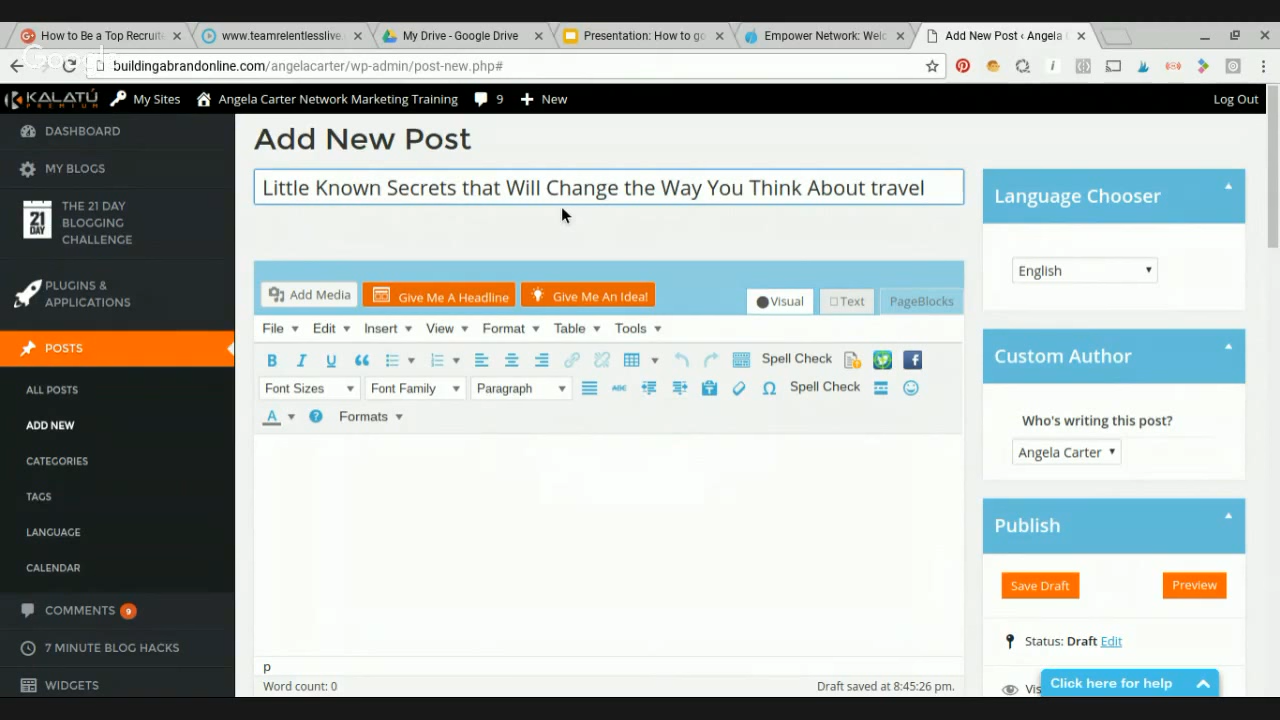 How to Be a Top Recruite
www.teamrelentlesslive.
My Drive - Google Drive
Presentation: How to go
Empower Network: Welc
Add New Post ‹ Angela C
Google
buildingabrandonline.com/angelacarter/wp-admin/post-new.php#
KALATÚ PREMIUM
My Sites
Angela Carter Network Marketing Training
9
New
Log Out
DASHBOARD
MY BLOGS
21 DAY
THE 21 DAY
BLOGGING
CHALLENGE
PLUGINS &
APPLICATIONS
POSTS
ALL POSTS
ADD NEW
CATEGORIES
TAGS
LANGUAGE
CALENDAR
COMMENTS 9
7 MINUTE BLOG HACKS
WIDGETS
Add New Post
Little Known Secrets that Will Change the Way You Think About travel
Add Media
Give Me A Headline
Give Me An Idea!
Visual
Text
PageBlocks
File Edit Insert View Format Table Tools
B I U Spell Check
Font Sizes Font Family Paragraph ABC Ω Spell Check
A Formats
p
Word count: 0
Draft saved at 8:45:26 pm.
Language Chooser
English
Custom Author
Who's writing this post?
Angela Carter
Publish
Save Draft
Preview
Status: Draft Edit
Vis
Click here for help